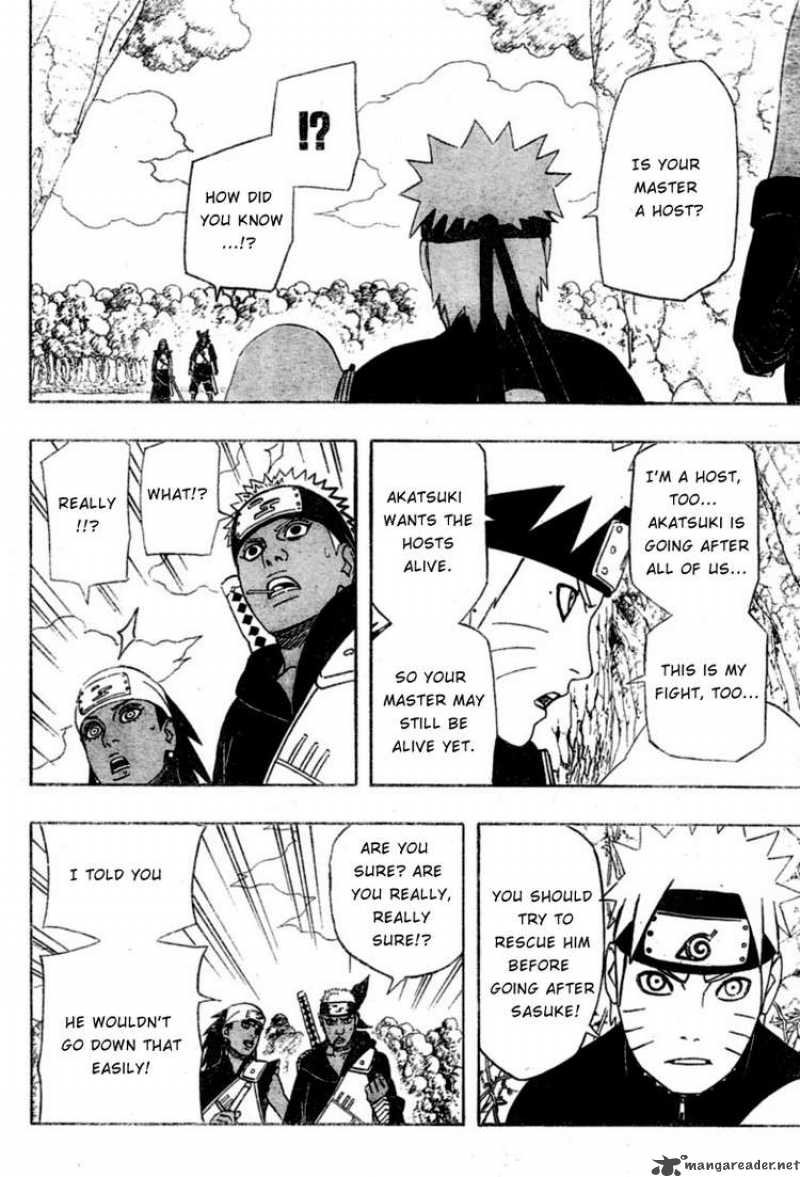 IS YOUR
MASTER
A HOST?
!?
HOW DID
YOU KNOW
...!?
I'M A HOST,
TOO...
AKATSUKI IS
GOING AFTER
ALL OF US...
THIS IS MY
FIGHT, TOO...
AKATSUKI
WANTS THE
HOSTS
ALIVE.
SO YOUR
MASTER MAY
STILL BE
ALIVE YET.
WHAT!?
REALLY
!!?
YOU SHOULD
TRY TO
RESCUE HIM
BEFORE
GOING AFTER
SASUKE!
ARE YOU
SURE? ARE
YOU REALLY,
REALLY
SURE!?
I TOLD YOU
HE WOULDN'T
GO DOWN THAT
EASILY!
mangareader.net